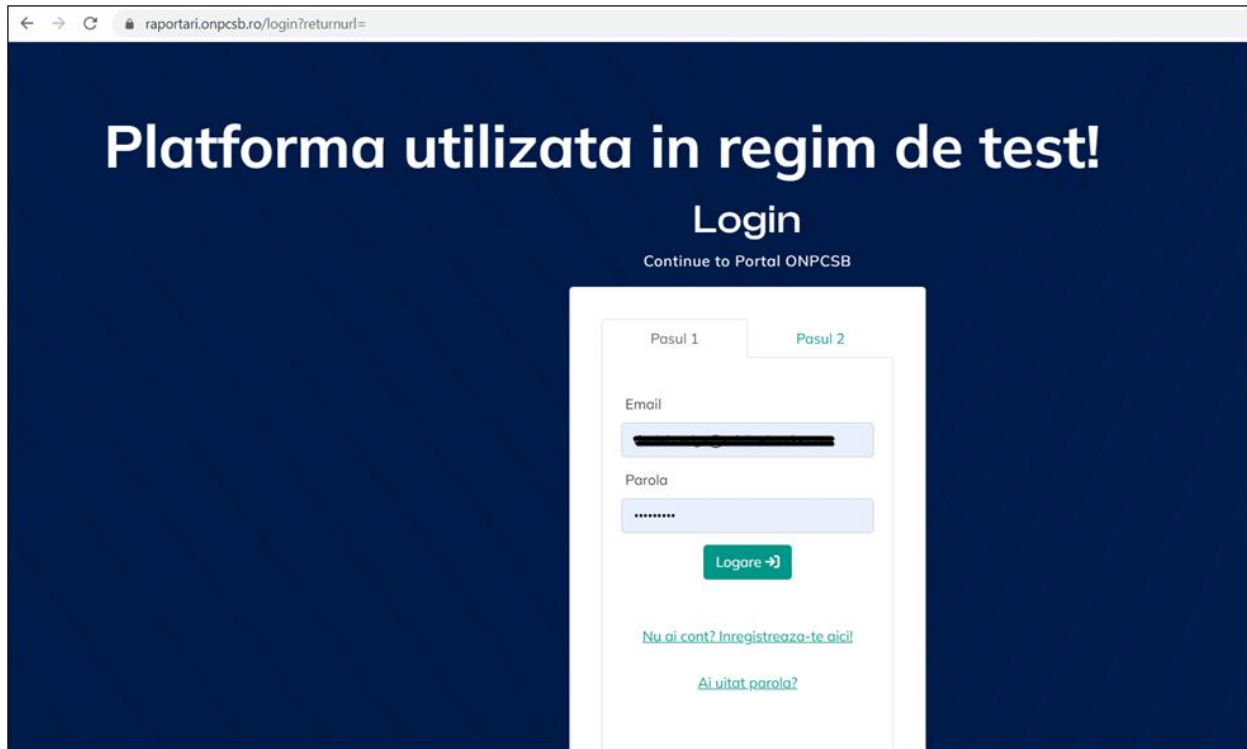 raportari.onpcsb.ro/login?returnurl=
Platforma utilizata in regim de test!
Login
Continue to Portal ONPCSB
Pasul 1 Pasul 2
Email
Parola
•••••••••
Logare
Nu ai cont? Inregistreaza-te aici!
Ai uitat parola?